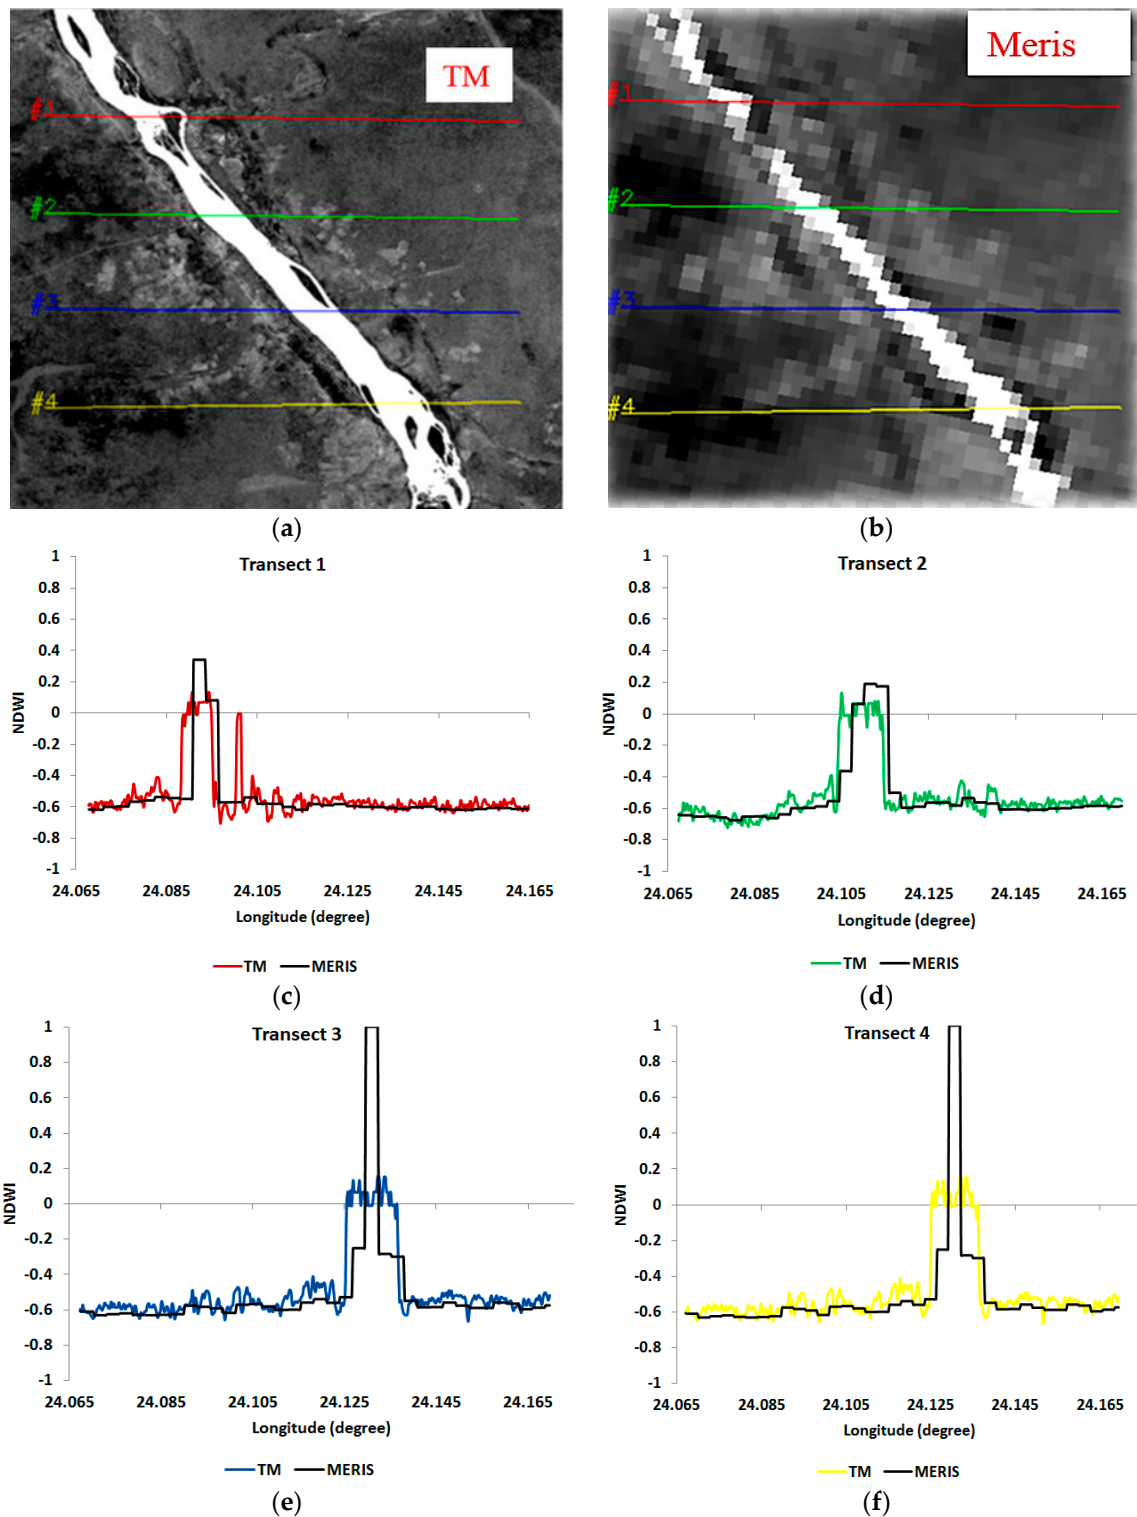 TM
#1
#2
#3
#4
(a)
Meris
#1
#2
#3
#4
(b)
Transect 1
1
0.8
0.6
0.4
0.2
0
-0.2
-0.4
-0.6
-0.8
-1
NDWI
24.065 24.085 24.105 24.125 24.145 24.165
Longitude (degree)
TM MERIS
(c)
Transect 2
1
0.8
0.6
0.4
0.2
0
-0.2
-0.4
-0.6
-0.8
-1
NDWI
24.065 24.085 24.105 24.125 24.145 24.165
Longitude (degree)
TM MERIS
(d)
Transect 3
1
0.8
0.6
0.4
0.2
0
-0.2
-0.4
-0.6
-0.8
-1
NDWI
24.065 24.085 24.105 24.125 24.145 24.165
Longitude (degree)
TM MERIS
(e)
Transect 4
1
0.8
0.6
0.4
0.2
0
-0.2
-0.4
-0.6
-0.8
-1
NDWI
24.065 24.085 24.105 24.125 24.145 24.165
Longitude (degree)
TM MERIS
(f)